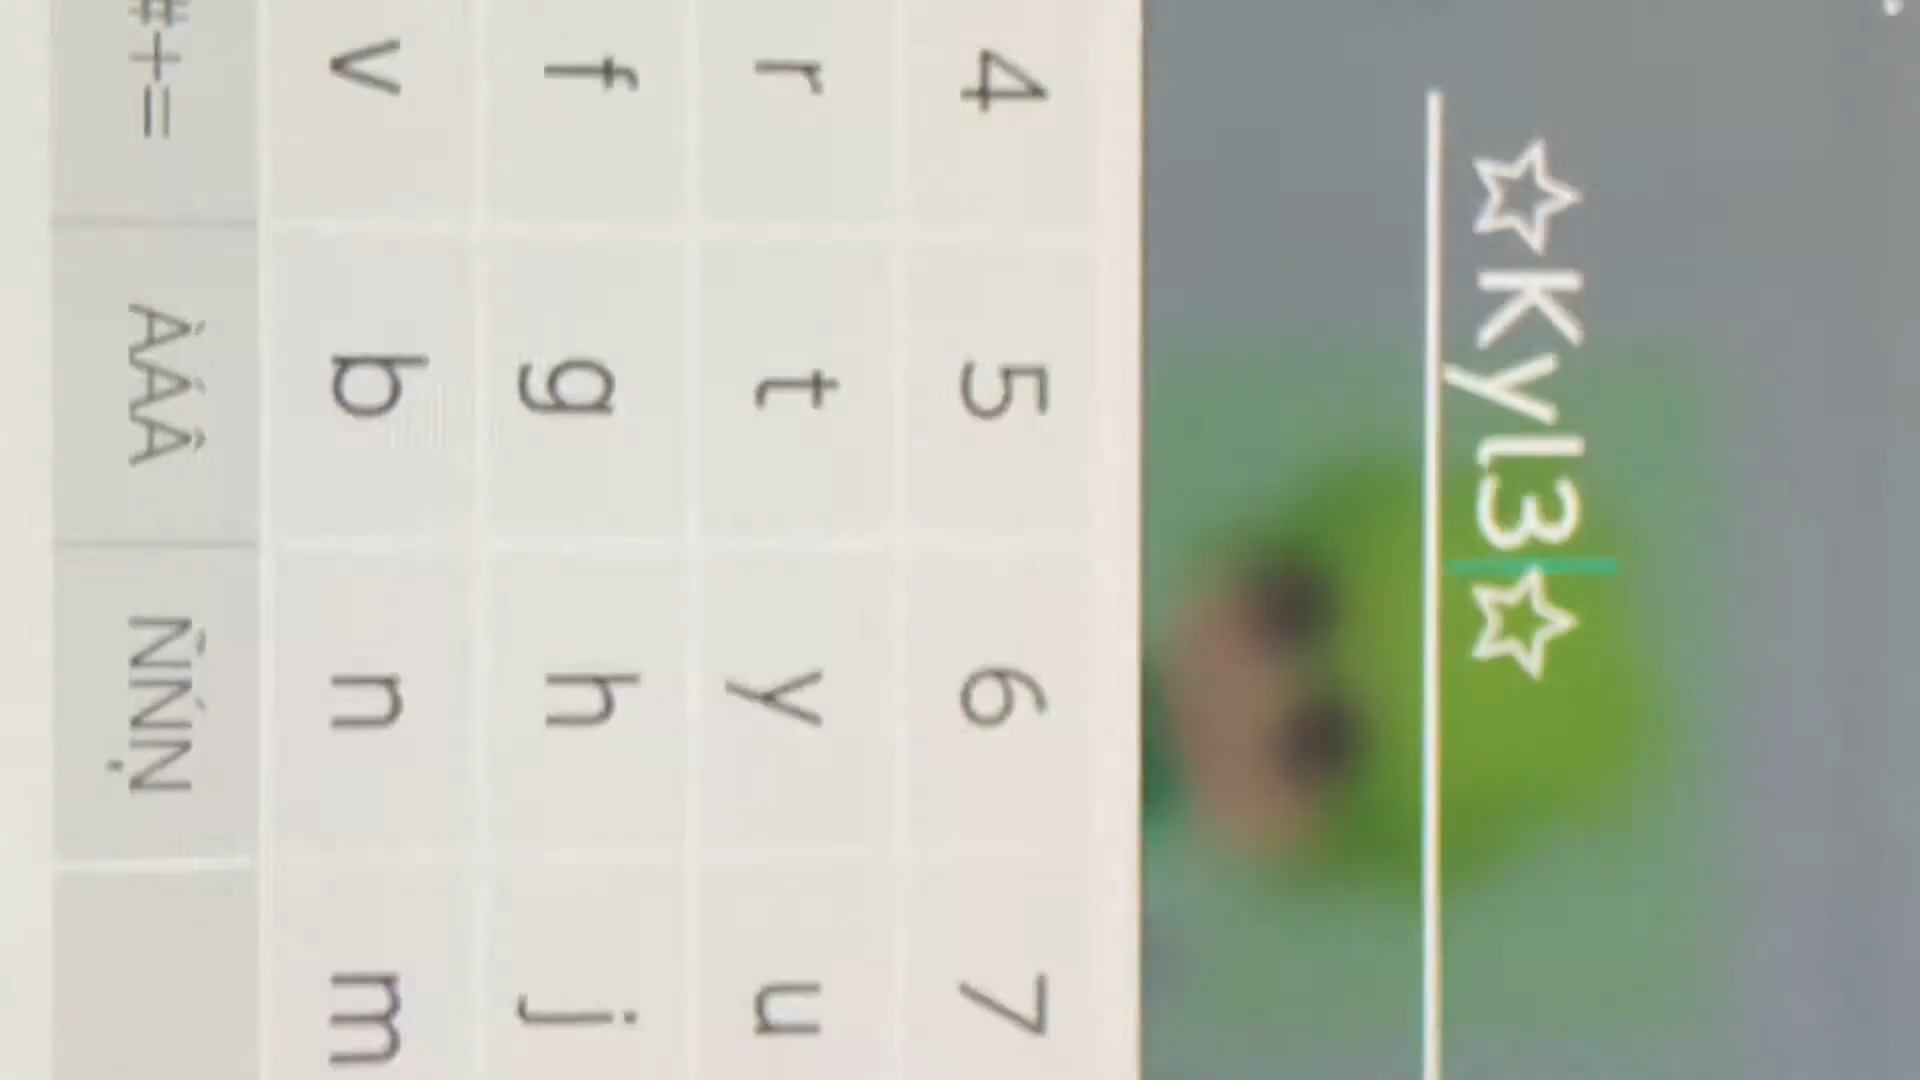 ☆Kyl3☆
4 5 6 7
r t y u
f g h j
v b n m
#+= ÀÁÂ ÑŃŅ